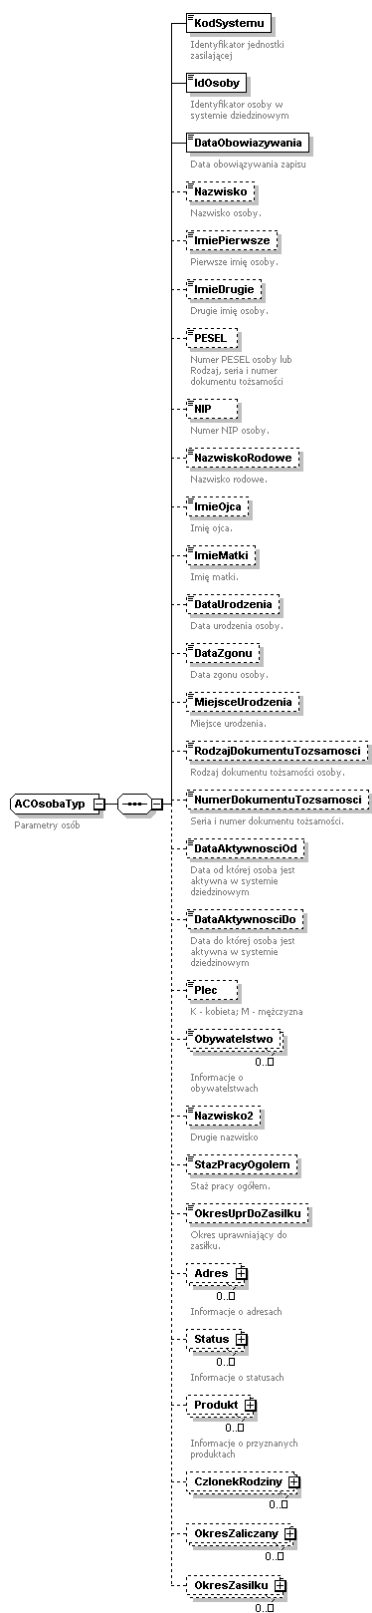 KodSystemu
Identyfikator jednostki
zasilającej
IdOsoby
Identyfikator osoby w
systemie dziedzinowym
DataObowiazywania
Data obowiązywania zapisu
Nazwisko
Nazwisko osoby.
ImiePierwsze
Pierwsze imię osoby.
ImieDrugie
Drugie imię osoby.
PESEL
Numer PESEL osoby lub
Rodzaj, seria i numer
dokumentu tożsamości
NIP
Numer NIP osoby.
NazwiskoRodowe
Nazwisko rodowe.
ImieOjca
Imię ojca.
ImieMatki
Imię matki.
DataUrodzenia
Data urodzenia osoby.
DataZgonu
Data zgonu osoby.
MiejsceUrodzenia
Miejsce urodzenia.
RodzajDokumentuTozsamosci
Rodzaj dokumentu tożsamości osoby.
ACOsobaTyp
Parametry osób
NumerDokumentuTozsamosci
Seria i numer dokumentu tożsamości.
DataAktywnosciOd
Data od której osoba jest
aktywna w systemie
dziedzinowym
DataAktywnosciDo
Data do której osoba jest
aktywna w systemie
dziedzinowym
Plec
K - kobieta; M - mężczyzna
Obywatelstwo
0..∞
Informacje o
obywatelstwach
Nazwisko2
Drugie nazwisko
StazPracyOgolem
Staż pracy ogółem.
OkresUprDoZasilku
Okres uprawniający do
zasiłku.
Adres
0..∞
Informacje o adresach
Status
0..∞
Informacje o statusach
Produkt
0..∞
Informacje o przyznanych
produktach
CzlonekRodziny
0..∞
OkresZaliczany
0..∞
OkresZasilku
0..∞